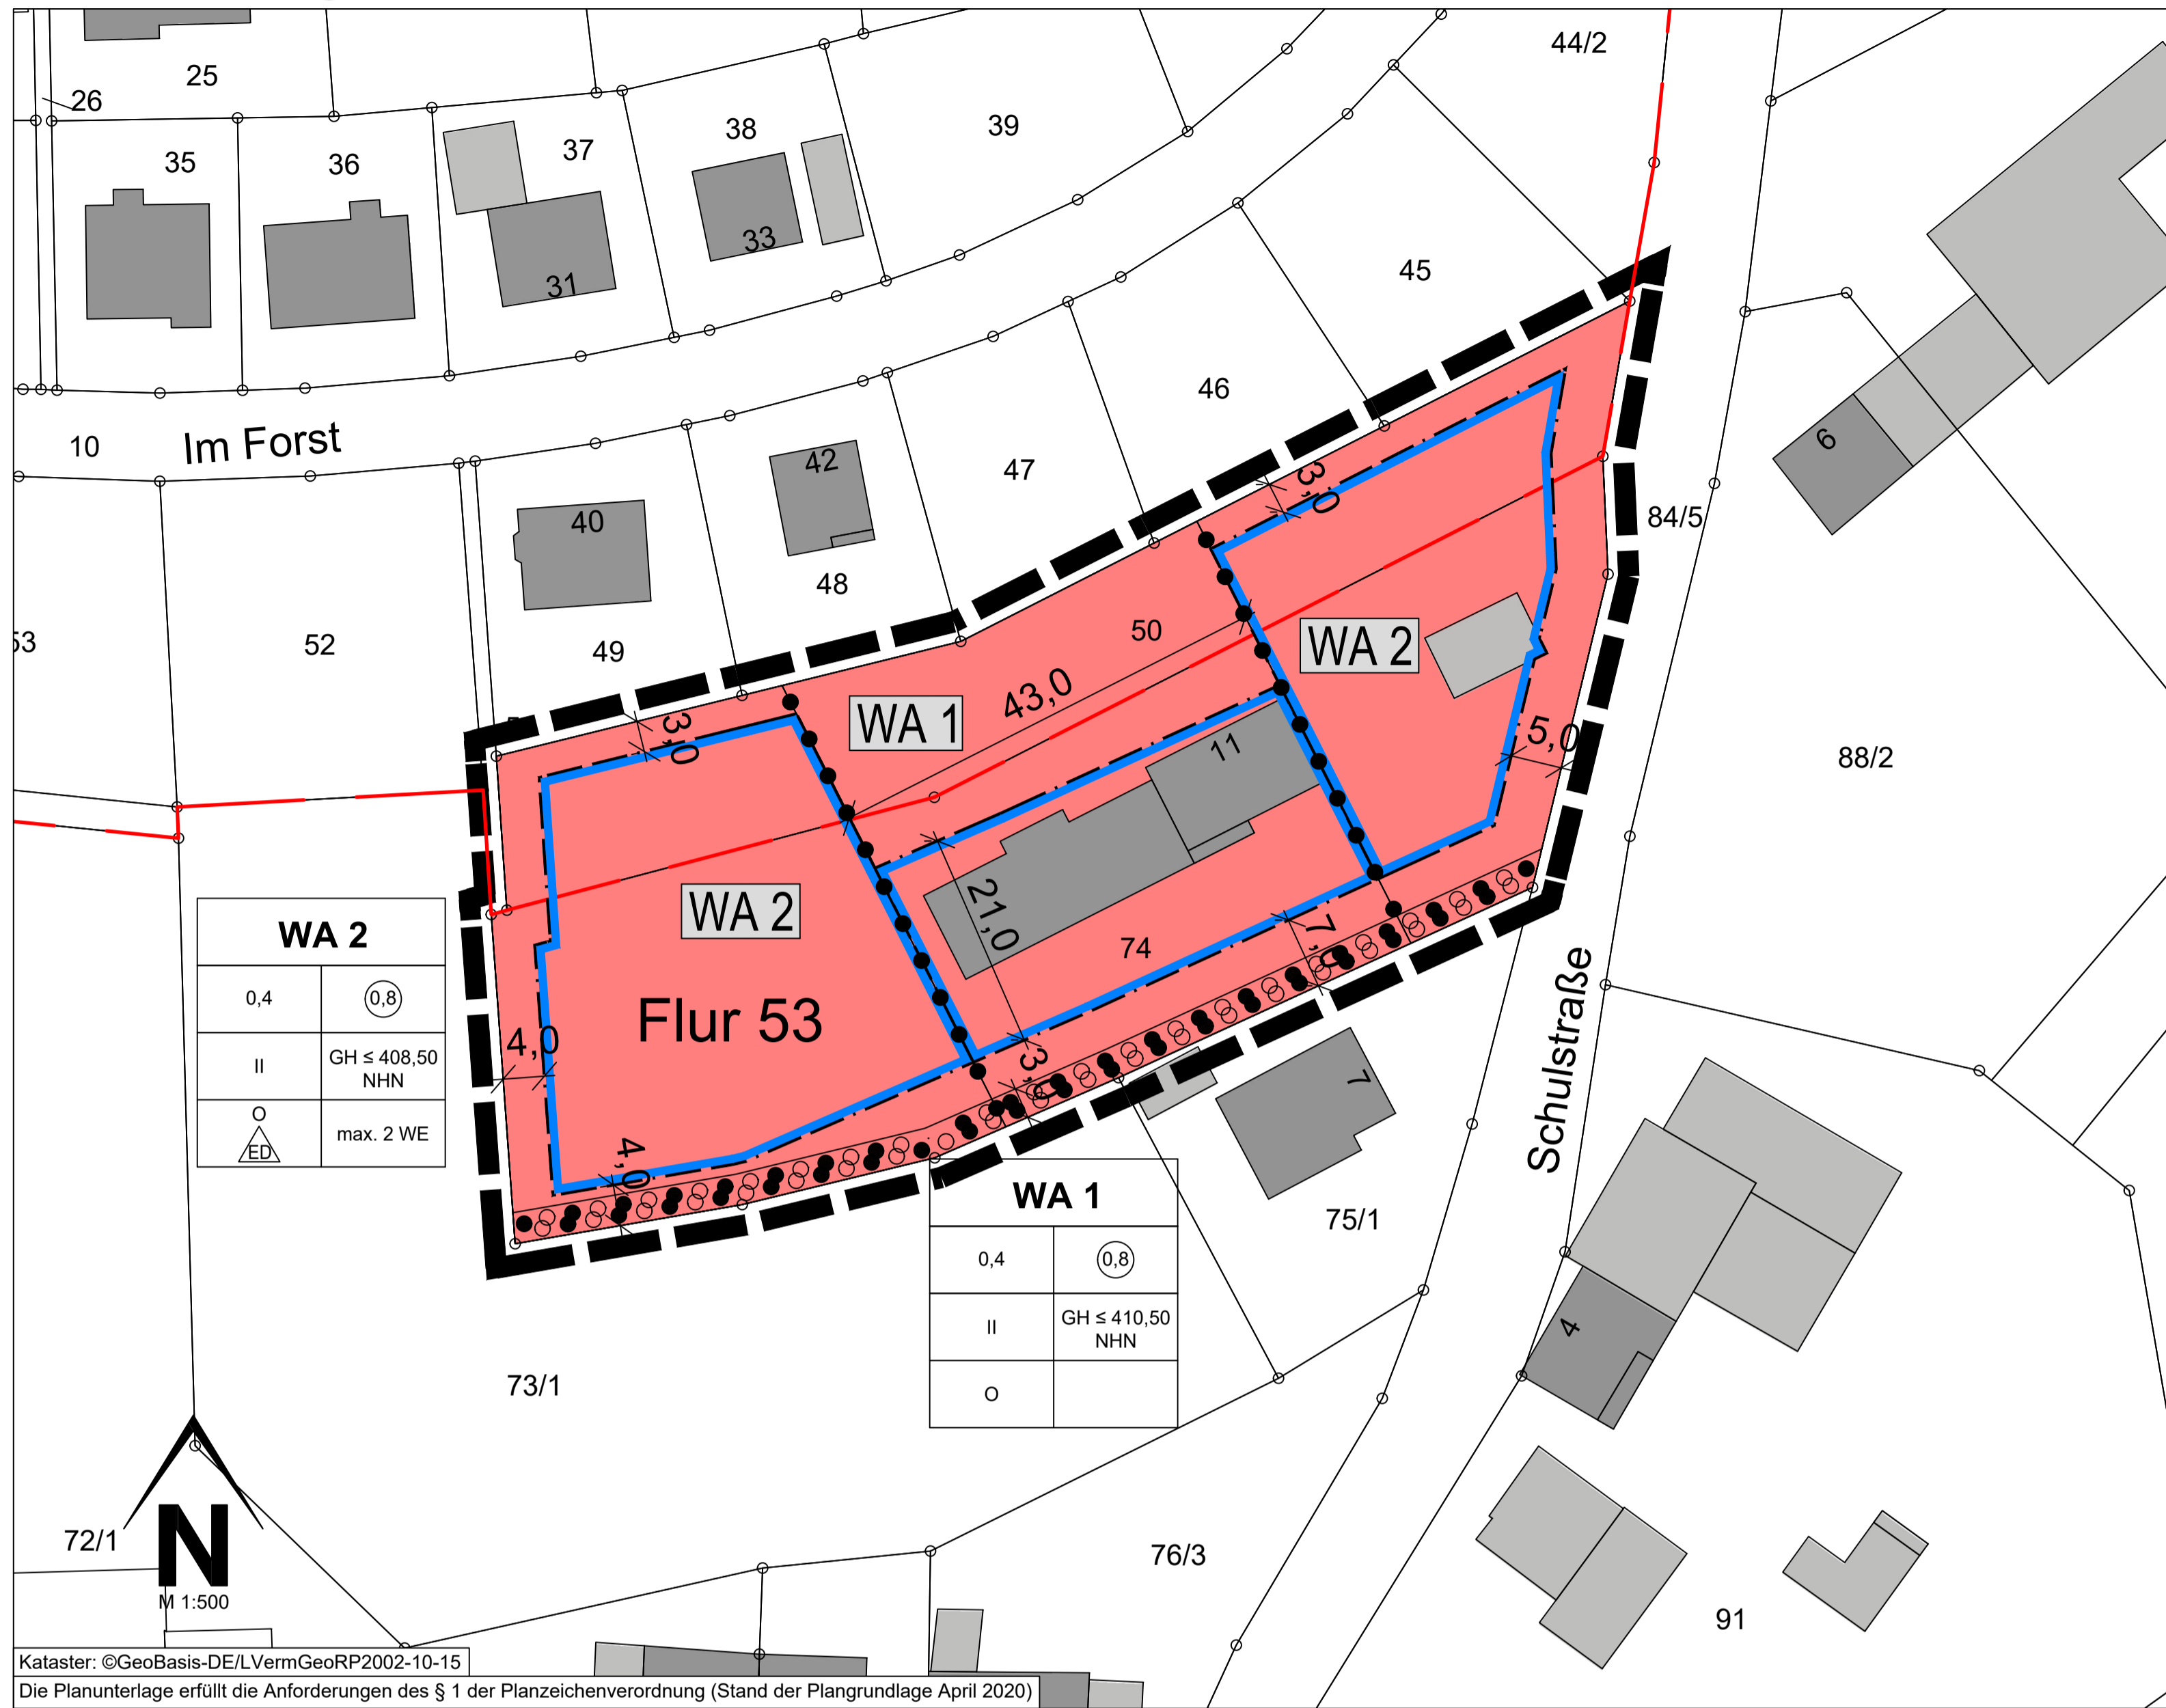 44/2
25
26
35
36
37
38
39
31
33
45
46
10
Im Forst
42
40
47
6
84/5
48
50
49
52
53
3,0
WA 2
43,0
WA 1
3,0
5,0
11
88/2
WA 2
21,0
74
7,5
Flur 53
4,0
3,0
7
4,0
Schulstraße
WA 2
0,4
0,8
II
GH ≤ 408,50
NHN
O
ED
max. 2 WE
WA 1
0,4
0,8
II
GH ≤ 410,50
NHN
O
75/1
4
73/1
72/1
N
M 1:500
76/3
91
Kataster: ©GeoBasis-DE/LVermGeoRP2002-10-15
Die Planunterlage erfüllt die Anforderungen des § 1 der Planzeichenverordnung (Stand der Plangrundlage April 2020)